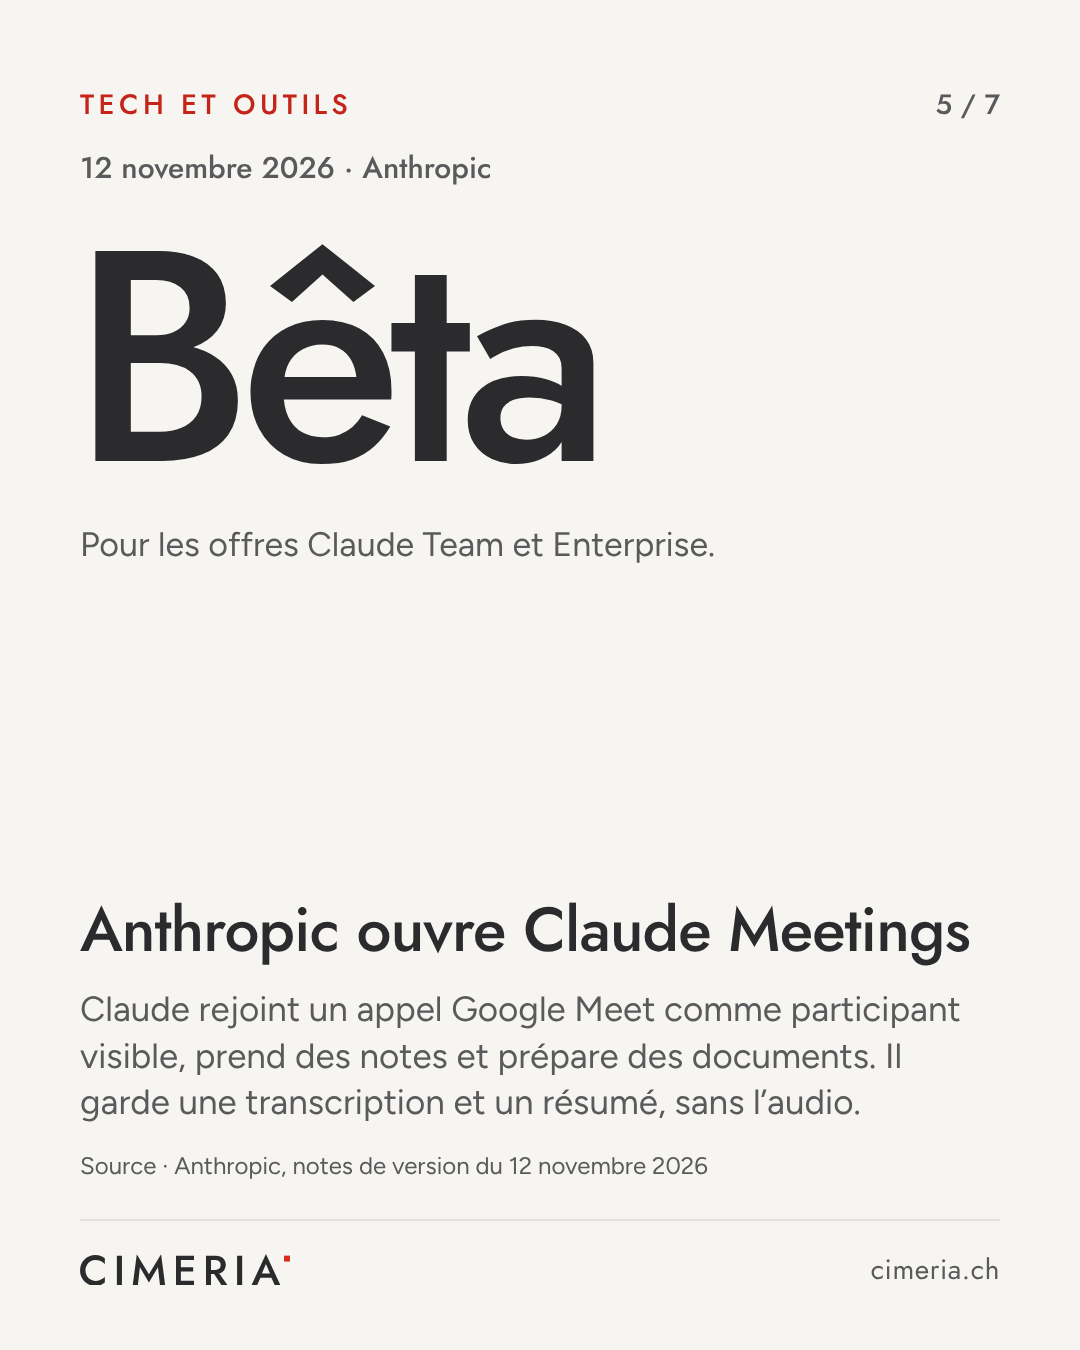 TECH ET OUTILS
5 / 7
12 novembre 2026 · Anthropic
Bêta
Pour les offres Claude Team et Enterprise.
Anthropic ouvre Claude Meetings
Claude rejoint un appel Google Meet comme participant
visible, prend des notes et prépare des documents. Il
garde une transcription et un résumé, sans l’audio.
Source · Anthropic, notes de version du 12 novembre 2026
CIMERIA
cimeria.ch